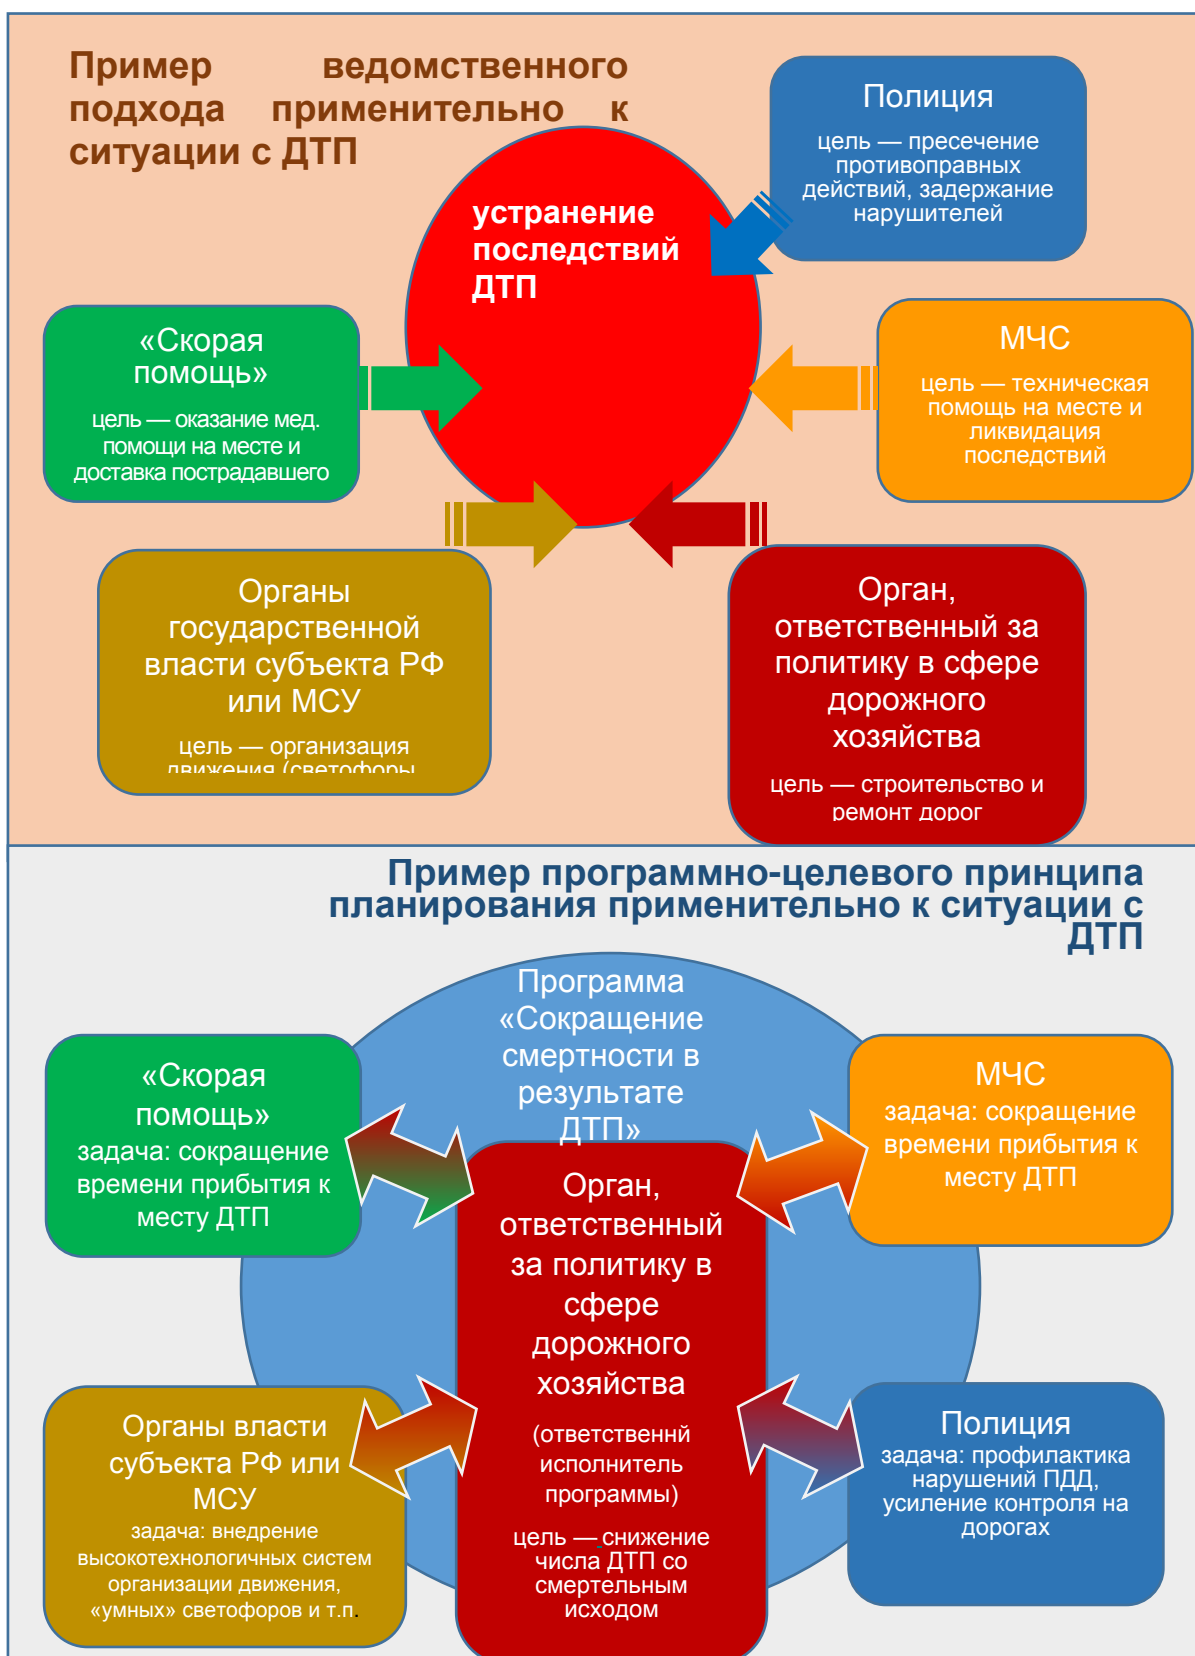 Пример ведомственного
подхода применительно к
ситуации с ДТП
устранение
последствий
ДТП
Полиция
цель — пресечение
противоправных
действий, задержание
нарушителей
«Скорая
помощь»
цель — оказание мед.
помощи на месте и
доставка пострадавшего
МЧС
цель — техническая
помощь на месте и
ликвидация
последствий
Органы
государственной
власти субъекта РФ
или МСУ
цель — организация
движения (светофоры
Орган,
ответственный за
политику в сфере
дорожного
хозяйства
цель — строительство и
ремонт дорог
Пример программно-целевого принципа
планирования применительно к ситуации с
ДТП
Программа
«Сокращение
смертности в
результате
ДТП»
«Скорая
помощь»
задача: сокращение
времени прибытия к
месту ДТП
МЧС
задача: сокращение
времени прибытия к
месту ДТП
Орган,
ответственный
за политику в
сфере
дорожного
хозяйства
(ответственнй
исполнитель
программы)
цель — снижение
числа ДТП со
смертельным
исходом
Органы власти
субъекта РФ или
МСУ
задача: внедрение
высокотехнологичных систем
организации движения,
«умных» светофоров и т.п.
Полиция
задача: профилактика
нарушений ПДД,
усиление контроля на
дорогах